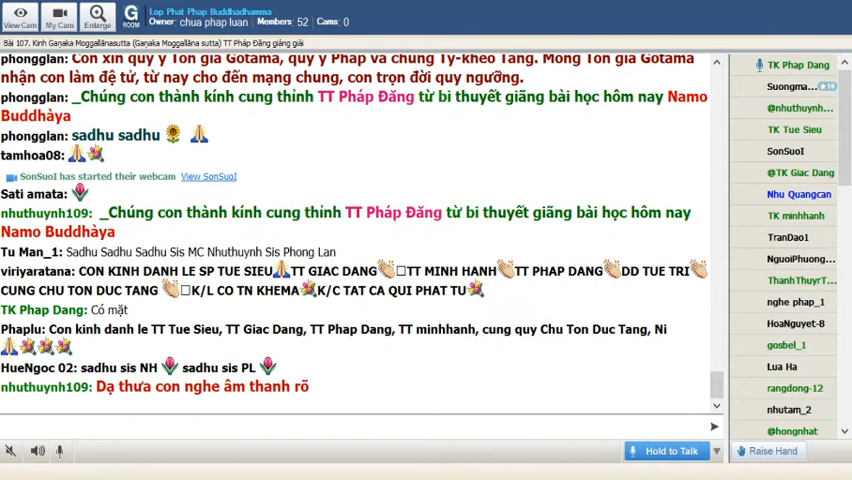 View Cam
My Cam
Enlarge
G
ROOM
Lop Phat Phap Buddhadhamma
Owner: chua phap luan Members: 52 Cams: 0
Bài 107. Kinh Gaṇaka Moggallānasutta (Gaṇaka Moggallāna sutta) TT Pháp Đăng giảng giải
phongglan: Con xin quy y Tôn giả Gotama, quy y Pháp và chúng Tỷ-kheo Tăng. Mong Tôn giả Gotama
nhận con làm đệ tử, từ nay cho đến mạng chung, con trọn đời quy ngưỡng.
phongglan: _Chúng con thành kính cung thỉnh TT Pháp Đăng từ bi thuyết giãng bài học hôm nay Namo
Buddhàya
phongglan: sadhu sadhu
tamhoa08:
SonSuoI has started their webcam View SonSuoI
Sati amata:
nhuthuynh109: _Chúng con thành kính cung thỉnh TT Pháp Đăng từ bi thuyết giãng bài học hôm nay
Namo Buddhàya
Tu Man_1: Sadhu Sadhu Sadhu Sis MC Nhuthuynh Sis Phong Lan
viriyaratana: CON KINH DANH LE SP TUE SIEU TT GIAC DANG TT MINH HANH TT PHAP DANG DD TUE TRI
CUNG CHU TON DUC TANG K/L CO TN KHEMA K/C TAT CA QUI PHAT TU
TK Phap Dang: Có mặt
Phaplu: Con kinh danh le TT Tue Sieu, TT Giac Dang, TT Phap Dang, TT minhhanh, cung quy Chu Ton Duc Tang, Ni
HueNgoc 02: sadhu sis NH sadhu sis PL
nhuthuynh109: Dạ thưa con nghe âm thanh rõ
Hold to Talk
TK Phap Dang
Suongma... 10
@nhuthuynh...
TK Tue Sieu
SonSuoI
@TK Giac Dang
Nhu Quangcan
TK minhhanh
TranDao1
NguoiPhuong...
ThanhThuyrT...
nghe phap_1
HoaNguyet-8
gosbel_1
Lua Ha
rangdong-12
nhutam_2
@hongnhat
Raise Hand